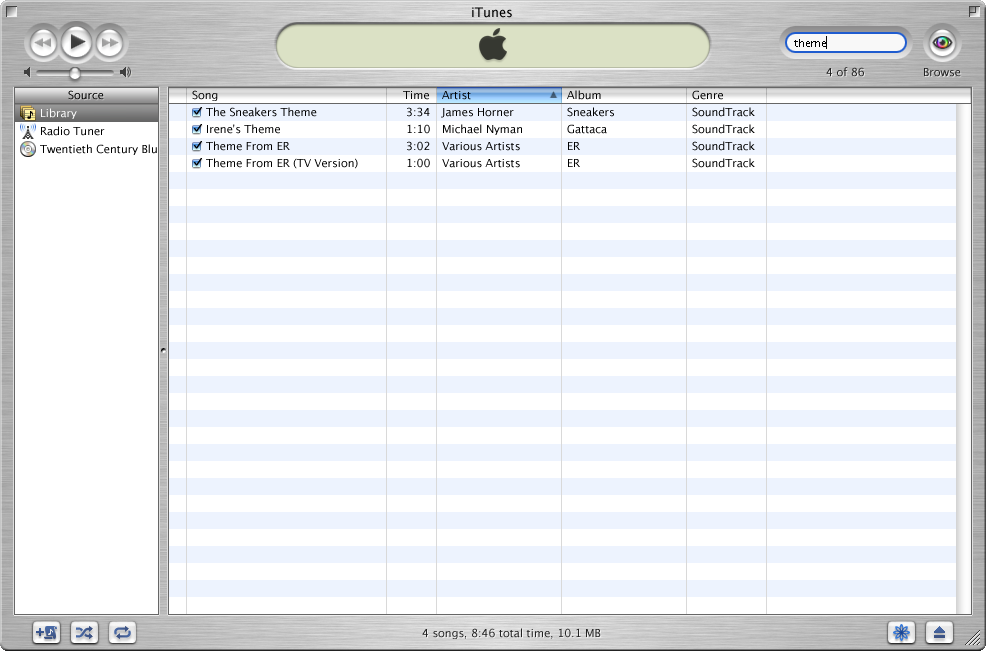 iTunes
theme
4 of 86
Browse
Source
Library
Radio Tuner
Twentieth Century Blu
Song Time Artist Album Genre
The Sneakers Theme 3:34 James Horner Sneakers SoundTrack
Irene's Theme 1:10 Michael Nyman Gattaca SoundTrack
Theme From ER 3:02 Various Artists ER SoundTrack
Theme From ER (TV Version) 1:00 Various Artists ER SoundTrack
4 songs, 8:46 total time, 10.1 MB